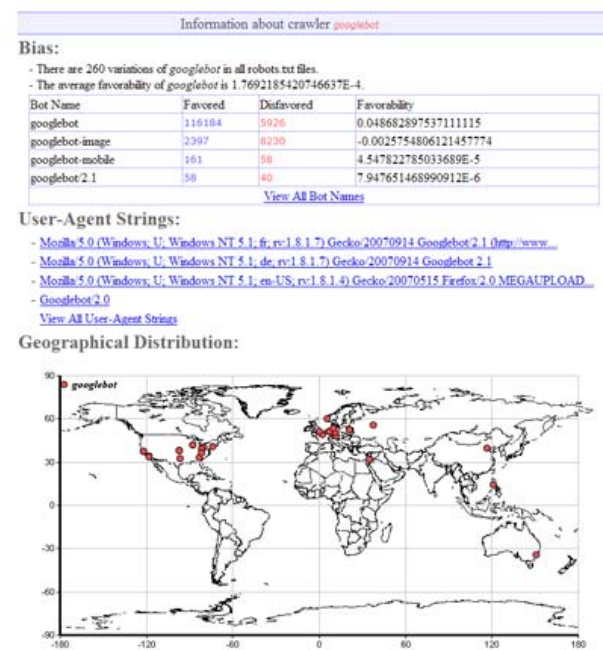 Information about crawler googlebot
Bias:
- There are 260 variations of googlebot in all robots.txt files.
- The average favorability of googlebot is 1.7692185420746637E-4.
Bot Name Favored Disfavored Favorability
googlebot 116184 5926 0.048682897537111115
googlebot-image 2397 8230 -0.0025754806121457774
googlebot-mobile 161 58 4.547822785033689E-5
googlebot/2.1 58 40 7.947651468990912E-6
View All Bot Names
User-Agent Strings:
- Mozilla/5.0 (Windows; U; Windows NT 5.1; fr; rv:1.8.1.7) Gecko/20070914 Googlebot/2.1 (http://www....
- Mozilla/5.0 (Windows; U; Windows NT 5.1; de; rv:1.8.1.7) Gecko/20070914 Googlebot 2.1
- Mozilla/5.0 (Windows; U; Windows NT 5.1; en-US; rv:1.8.1.4) Gecko/20070515 Firefox/2.0 MEGAUPLOAD...
- Googlebot/2.0
View All User-Agent Strings
Geographical Distribution:
90
googlebot
60
30
0
-30
-60
-90
-180 -120 -60 0 60 120 180